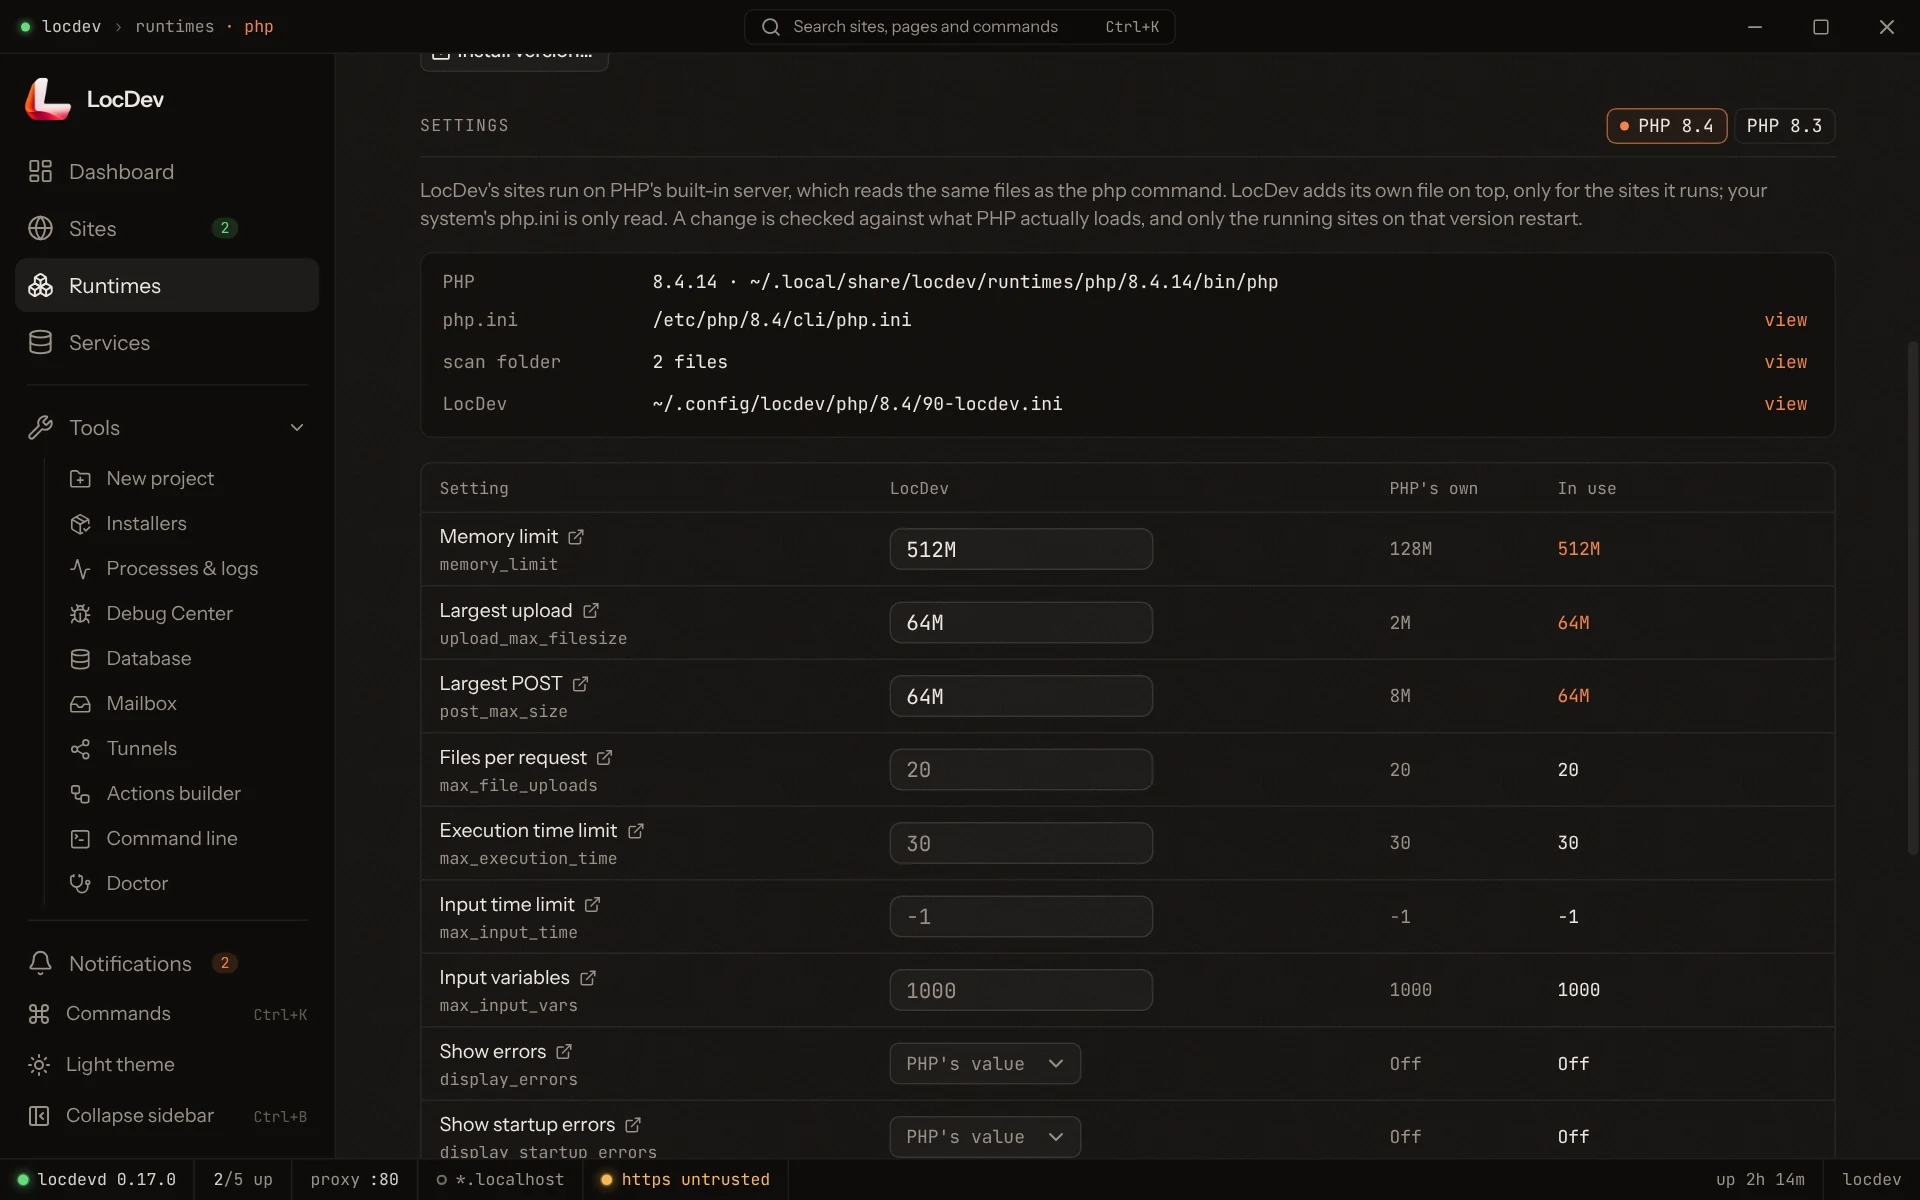 locdev › runtimes · php
Search sites, pages and commands Ctrl+K
LocDev
Dashboard
Sites 2
Runtimes
Services
Tools
New project
Installers
Processes & logs
Debug Center
Database
Mailbox
Tunnels
Actions builder
Command line
Doctor
Notifications 2
Commands Ctrl+K
Light theme
Collapse sidebar Ctrl+B
Install version...
SETTINGS
PHP 8.4 PHP 8.3
LocDev's sites run on PHP's built-in server, which reads the same files as the php command. LocDev adds its own file on top, only for the sites it runs; your
system's php.ini is only read. A change is checked against what PHP actually loads, and only the running sites on that version restart.
PHP 8.4.14 · ~/.local/share/locdev/runtimes/php/8.4.14/bin/php
php.ini /etc/php/8.4/cli/php.ini view
scan folder 2 files view
LocDev ~/.config/locdev/php/8.4/90-locdev.ini view
Setting LocDev PHP's own In use
Memory limit
memory_limit
512M 128M 512M
Largest upload
upload_max_filesize
64M 2M 64M
Largest POST
post_max_size
64M 8M 64M
Files per request
max_file_uploads
20 20 20
Execution time limit
max_execution_time
30 30 30
Input time limit
max_input_time
-1 -1 -1
Input variables
max_input_vars
1000 1000 1000
Show errors
display_errors
PHP's value Off Off
Show startup errors
display_startup_errors
PHP's value Off Off
locdevd 0.17.0 2/5 up proxy :80 *.localhost https untrusted up 2h 14m locdev